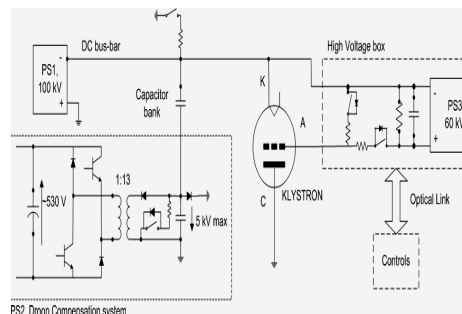 DC bus-bar
High Voltage box
PS1,
100 kV
-
+
K
Capacitor
bank
A
PS3
60 kV
-
+
1:13
C
KLYSTRON
~530 V
5 kV max
Optical Link
Controls
PS2 Droop Compensation system